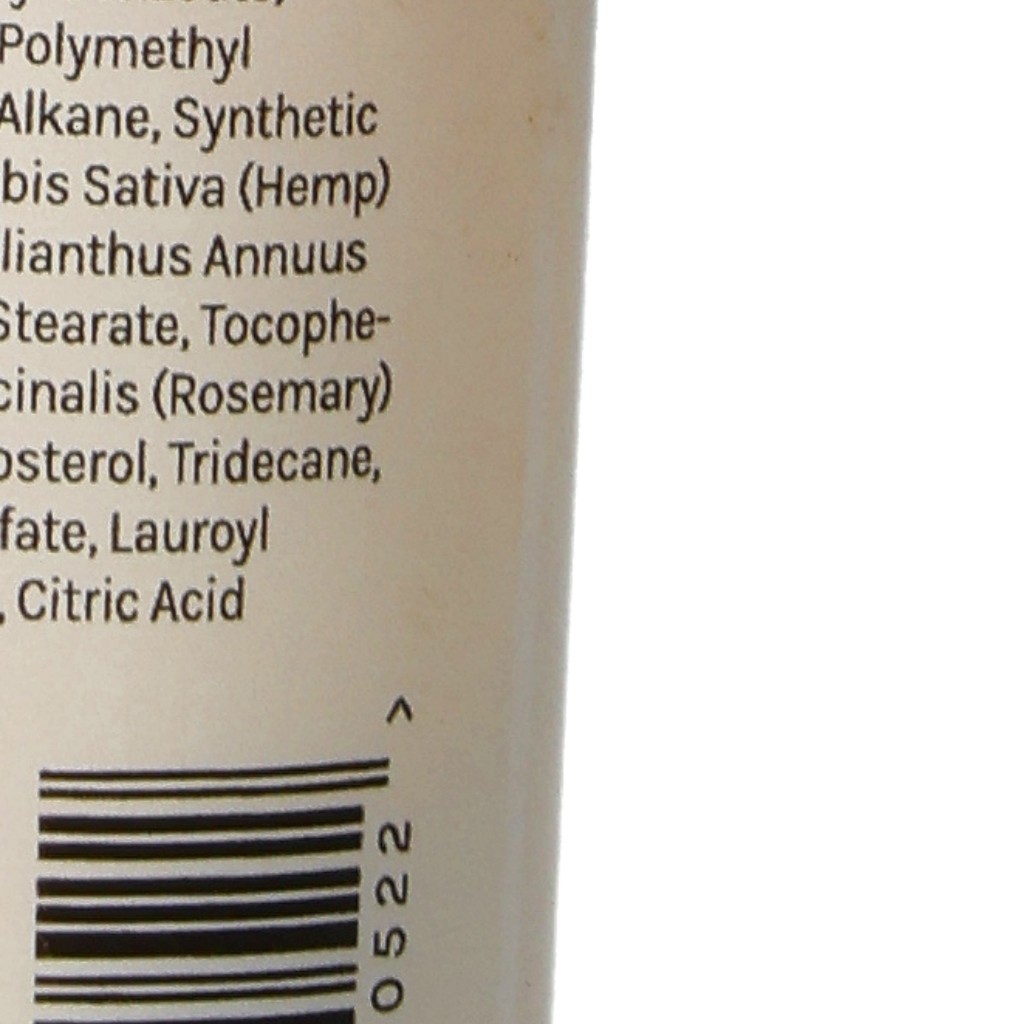 Polymethyl
Alkane, Synthetic
bis Sativa (Hemp)
lianthus Annuus
Stearate, Tocophe-
cinalis (Rosemary)
osterol, Tridecane,
fate, Lauroyl
, Citric Acid
>
0522